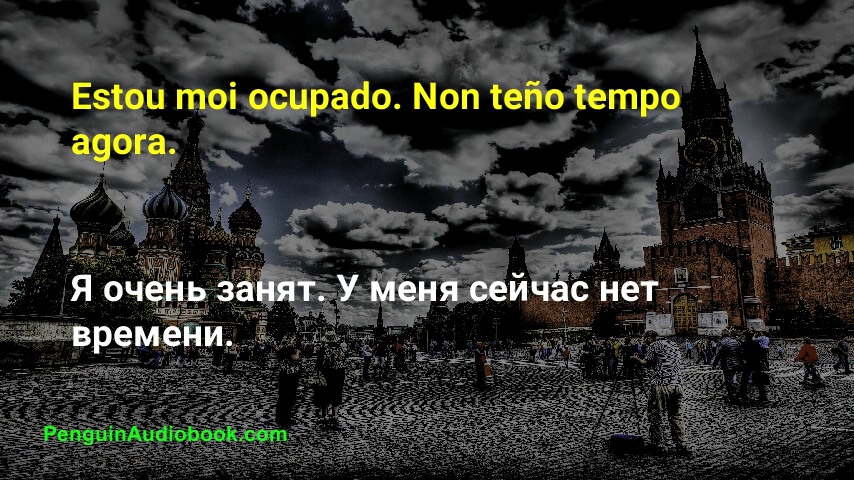 Estou moi ocupado. Non teño tempo
agora.
Я очень занят. У меня сейчас нет
времени.
PenguinAudiobook.com